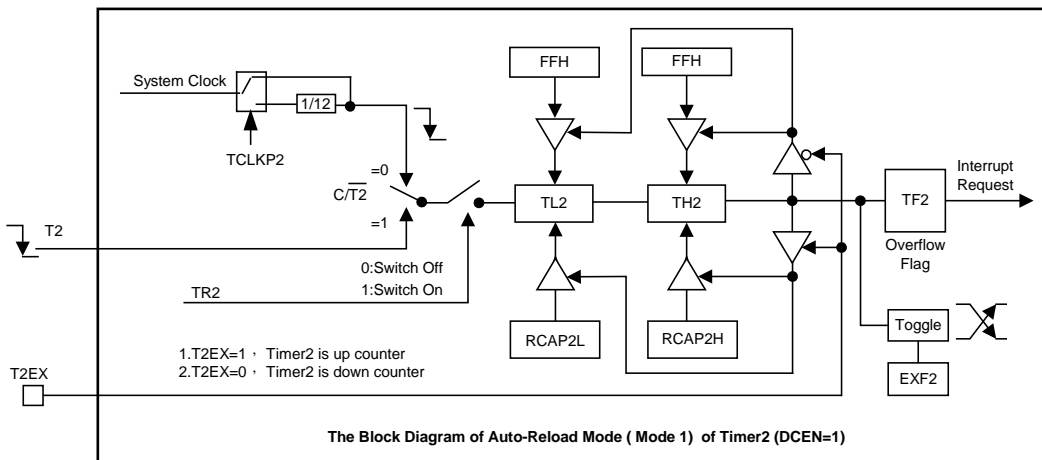 FFH
FFH
System Clock
1/12
TCLKP2
=0
C/T2
=1
TL2
TH2
TF2
Interrupt
Request
Overflow
Flag
T2
0:Switch Off
1:Switch On
TR2
RCAP2L
RCAP2H
Toggle
EXF2
1.T2EX=1， Timer2 is up counter
2.T2EX=0， Timer2 is down counter
T2EX
The Block Diagram of Auto-Reload Mode ( Mode 1) of Timer2 (DCEN=1)